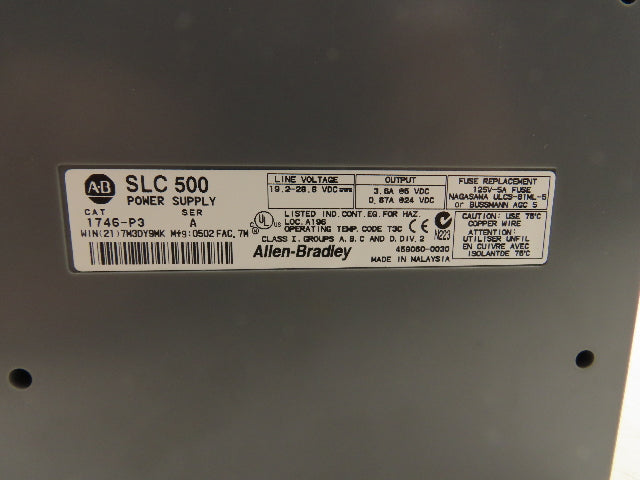 A-B SLC 500
POWER SUPPLY
CAT SER
1746-P3 A
WIN(21)7M3DY9MK Mfg:0502 FAC.7M
LINE VOLTAGE
19.2-28.8 VDC
OUTPUT
3.6A @5 VDC
0.87A @24 VDC
FUSE REPLACEMENT
125V-5A FUSE
NAGASAWA ULCS-61ML-5
or BUSSMANN AGC 5
UL LISTED IND.CONT.EQ.FOR HAZ.
LOC.A196
OPERATING TEMP.CODE T3C
CLASS I.GROUPS A,B,C AND D,DIV.2
CE
N223
CAUTION: USE 75°C
COPPER WIRE
ATTENTION:
UTILISER UNFIL
EN CUIVRE AVEC
ISOLANTDE 75°C
Allen-Bradley
MADE IN MALAYSIA